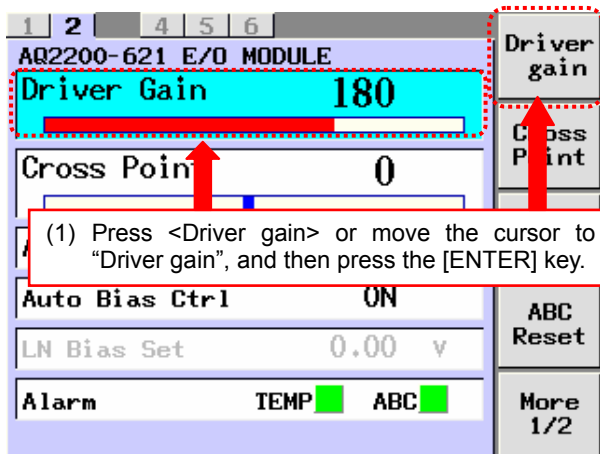 1 2 4 5 6
AQ2200-621 E/O MODULE
Driver Gain 180
Cross Point 0
(1) Press <Driver gain> or move the cursor to
“Driver gain”, and then press the [ENTER] key.
Auto Bias Ctrl ON
LN Bias Set 0.00 V
Alarm TEMP ABC
Driver
gain
Cross
Point
ABC
Reset
More
1/2